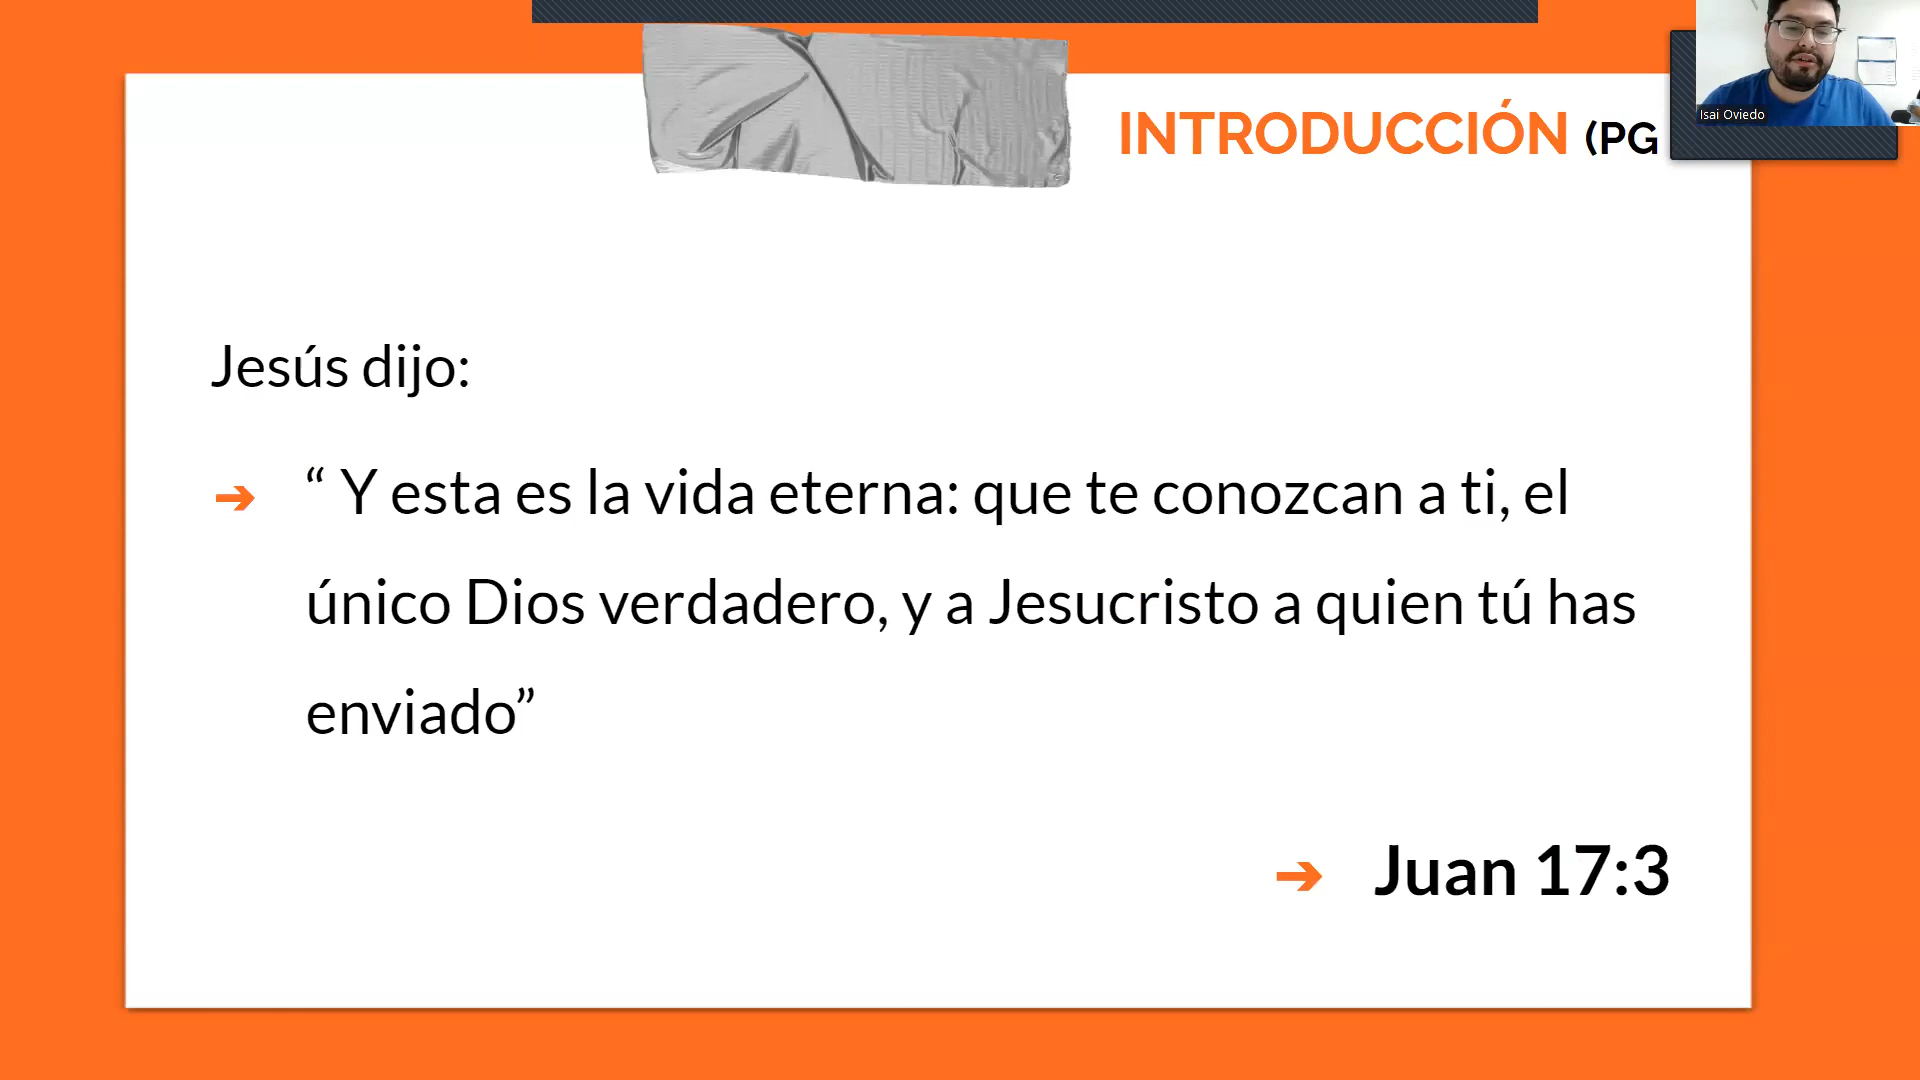 Isai Oviedo
INTRODUCCIÓN (PG
Jesús dijo:
➔ “ Y esta es la vida eterna: que te conozcan a ti, el
único Dios verdadero, y a Jesucristo a quien tú has
enviado”
➔ Juan 17:3